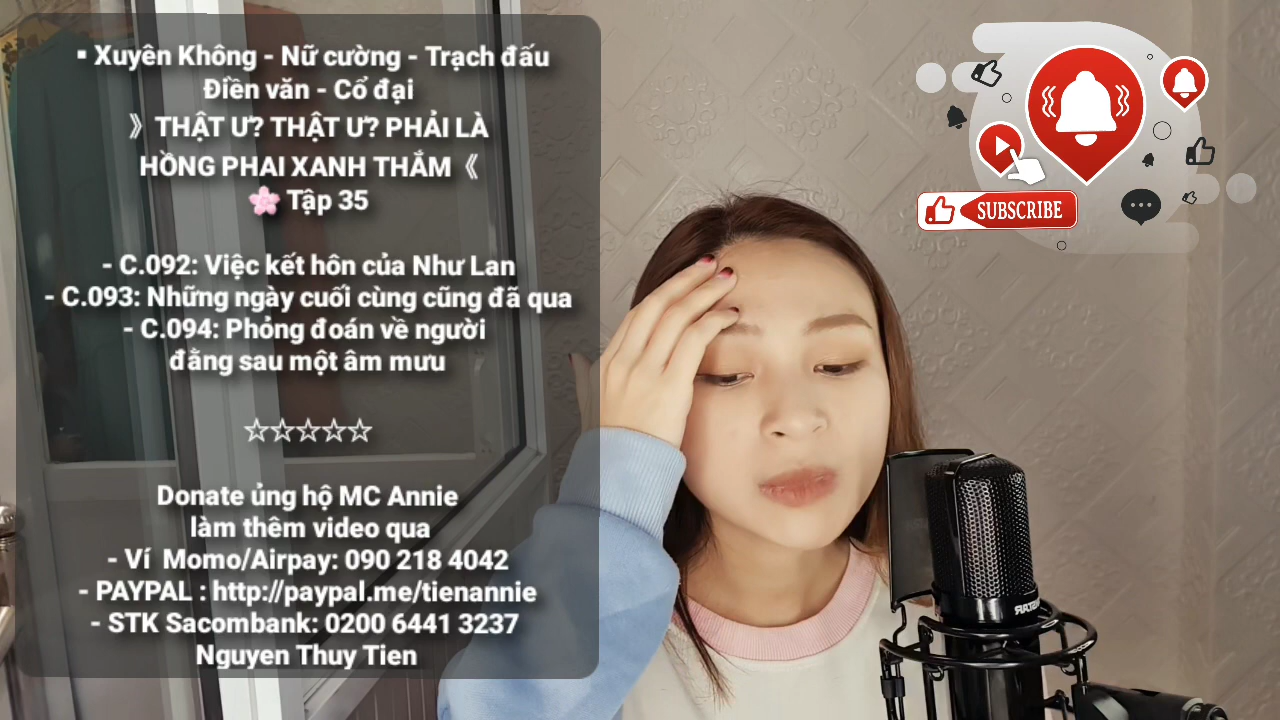 ▪ Xuyên Không - Nữ cường - Trạch đấu
Điền văn - Cổ đại
》THẬT Ư? THẬT Ư? PHẢI LÀ
HỒNG PHAI XANH THẮM《
🌸 Tập 35
- C.092: Việc kết hôn của Như Lan
- C.093: Những ngày cuối cùng cũng đã qua
- C.094: Phỏng đoán về người
đằng sau một âm mưu
☆☆☆☆☆
Donate ủng hộ MC Annie
làm thêm video qua
- Ví Momo/Airpay: 090 218 4042
- PAYPAL : http://paypal.me/tienannie
- STK Sacombank: 0200 6441 3237
Nguyen Thuy Tien
SUBSCRIBE